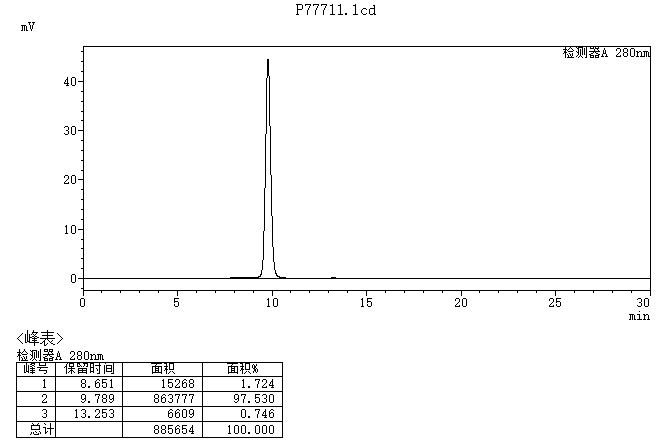 P77711.lcd
mV
检测器A 280nm
40
30
20
10
0
0 5 10 15 20 25 30
min
<峰表>
检测器A 280nm
峰号 保留时间 面积 面积%
1 8.651 15268 1.724
2 9.789 863777 97.530
3 13.253 6609 0.746
总计 885654 100.000